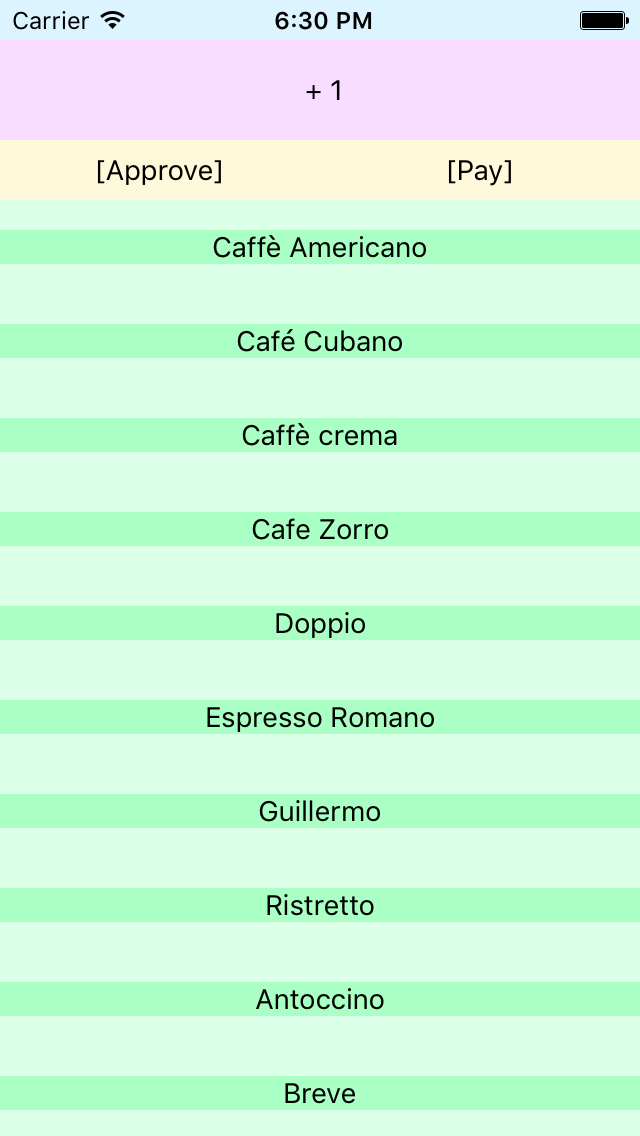 Carrier 6:30 PM
+ 1
[Approve] [Pay]
Caffè Americano
Café Cubano
Caffè crema
Cafe Zorro
Doppio
Espresso Romano
Guillermo
Ristretto
Antoccino
Breve